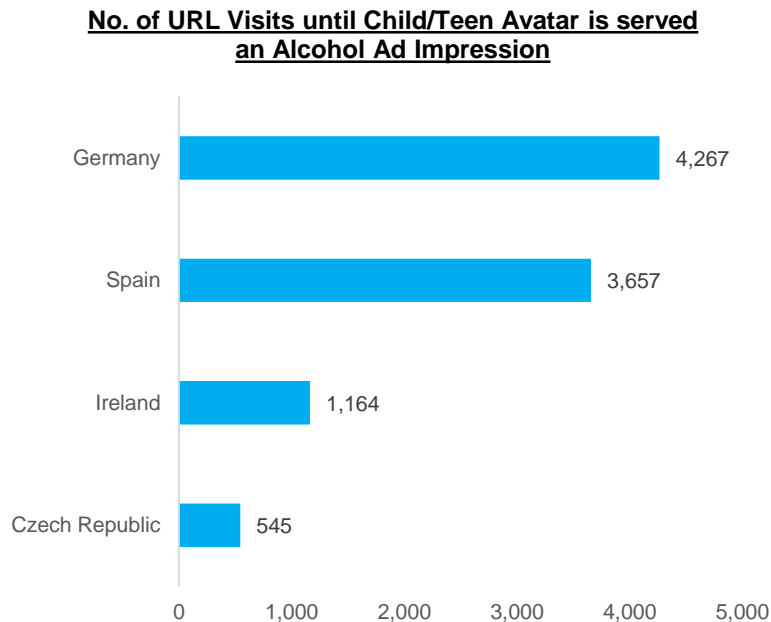 No. of URL Visits until Child/Teen Avatar is served
an Alcohol Ad Impression
Germany
4,267
Spain
3,657
Ireland
1,164
Czech Republic
545
0
1,000
2,000
3,000
4,000
5,000